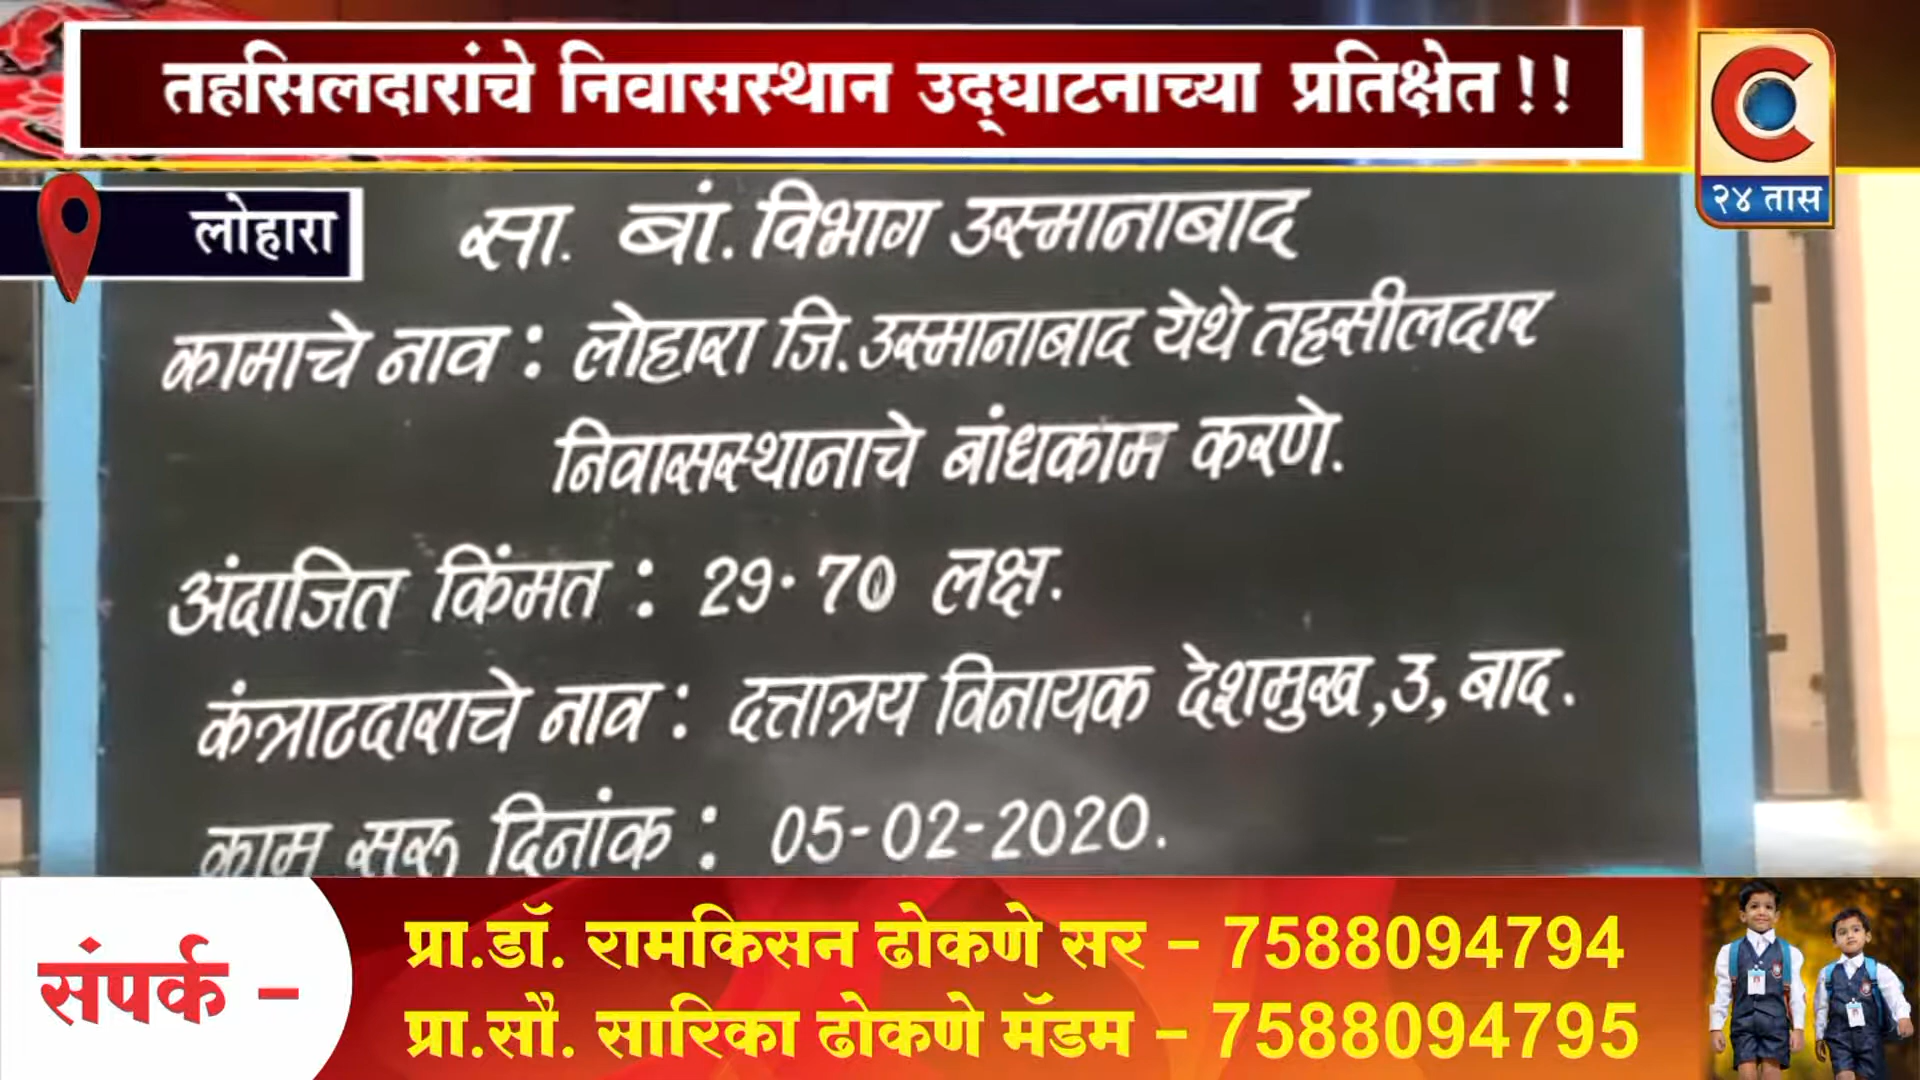 तहसिलदारांचे निवासस्थान उद्‌घाटनाच्या प्रतिक्षेत!!
C
२४ तास
लोहारा
सा. बां. विभाग उस्मानाबाद
कामाचे नाव : लोहारा जि. उस्मानाबाद येथे तहसीलदार
निवासस्थानाचे बांधकाम करणे.
अंदाजित किंमत : 29.70 लक्ष.
कंत्राटदाराचे नाव : दत्तात्रय विनायक देशमुख,उ,बाद.
काम सरू दिनांक : 05-02-2020.
संपर्क -
प्रा.डॉ. रामकिसन ढोकणे सर - 7588094794
प्रा.सौ. सारिका ढोकणे मॅडम - 7588094795